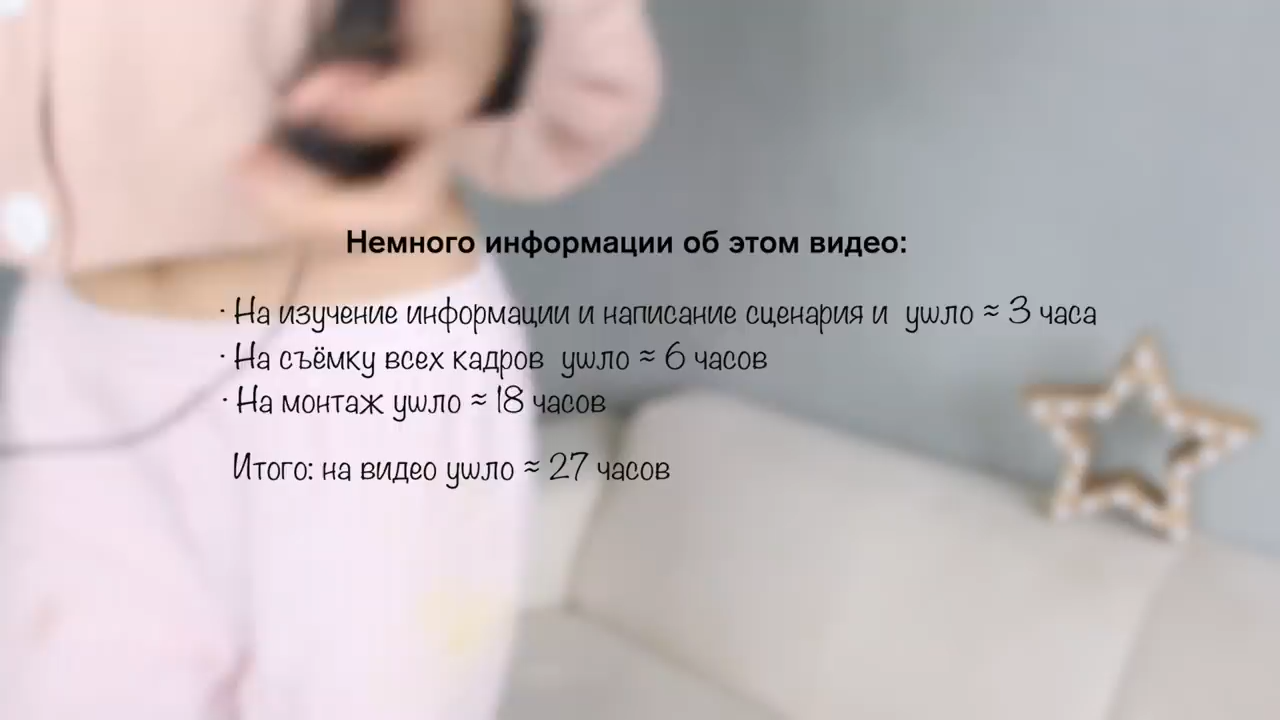 Немного информации об этом видео:
· На изучение информации и написание сценария и ушло ≈ 3 часа
· На съёмку всех кадров ушло ≈ 6 часов
· На монтаж ушло ≈ 18 часов
Итого: на видео ушло ≈ 27 часов